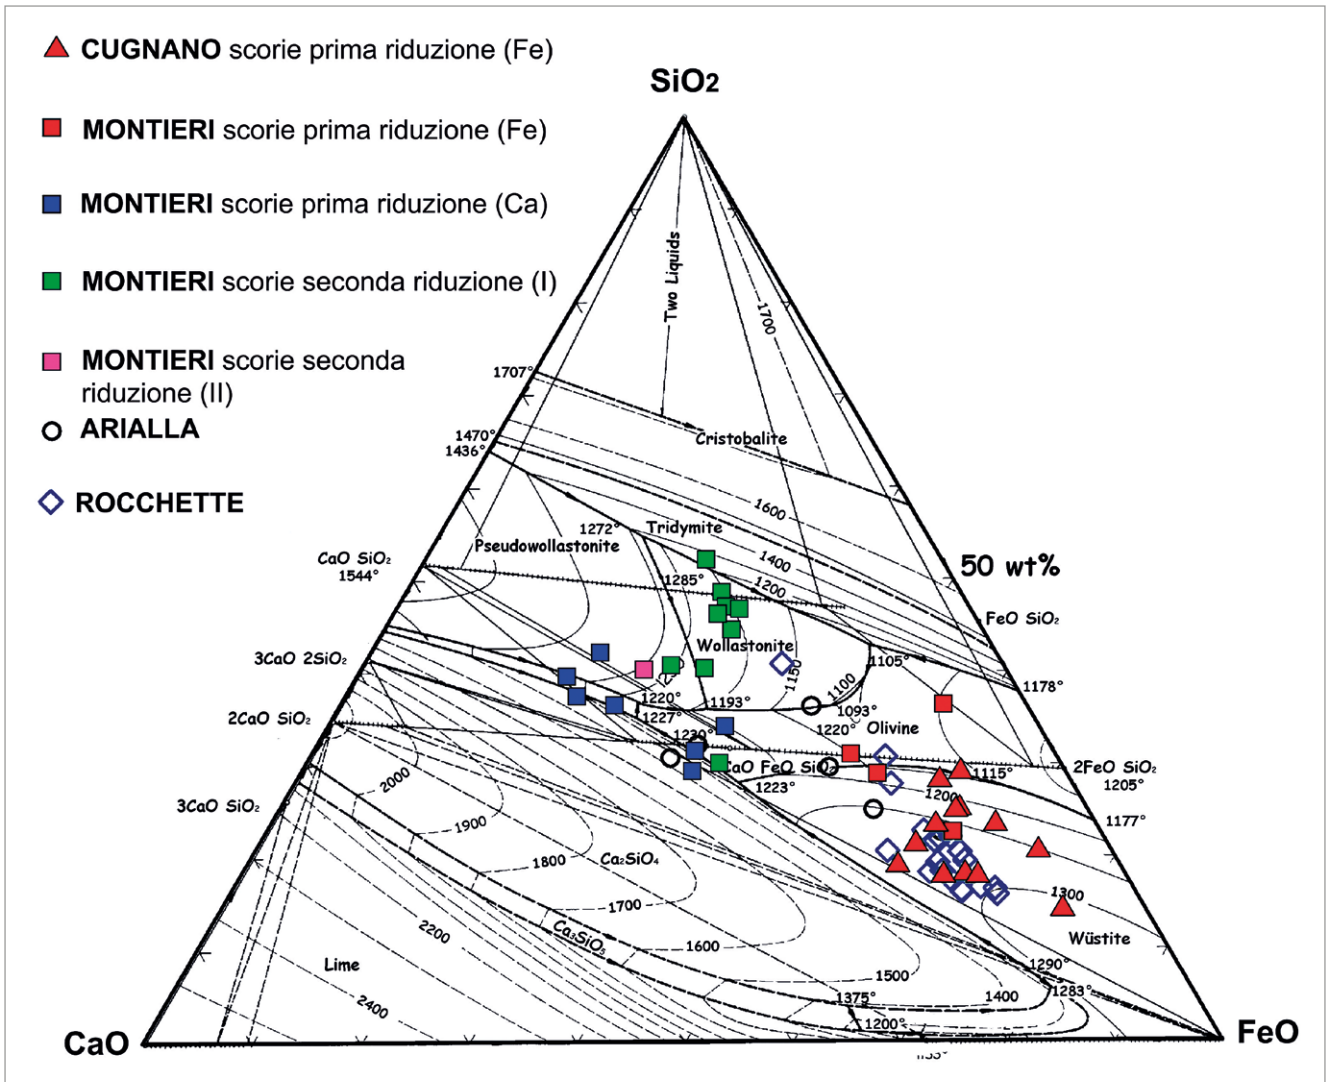 CUGNANO scorie prima riduzione (Fe)
MONTIERI scorie prima riduzione (Fe)
MONTIERI scorie prima riduzione (Ca)
MONTIERI scorie seconda riduzione (I)
MONTIERI scorie seconda
riduzione (II)
ARIALLA
ROCCHETTE
SiO2
Two Liquids
1700
1707°
Cristobalite
1470°
1436°
1600
1272°
Tridymite
Pseudowollastonite
1400
CaO SiO₂
1544°
1285°
1200
50 wt%
FeO SiO₂
Wollastonite
3CaO 2SiO₂
1150
1105°
1100
1178°
1220°
1193°
1093°
2CaO SiO₂
1227°
1220°
Olivine
1230°
CaO FeO SiO₂
1115°
2FeO SiO₂
1205°
2000
1223°
1200
3CaO SiO₂
1177°
1900
1800
Ca₂SiO₄
1700
1300
2200
Ca₃SiO₅
1600
Wüstite
Lime
1290°
1500
1283°
2400
1375°
1400
1200°
CaO
FeO